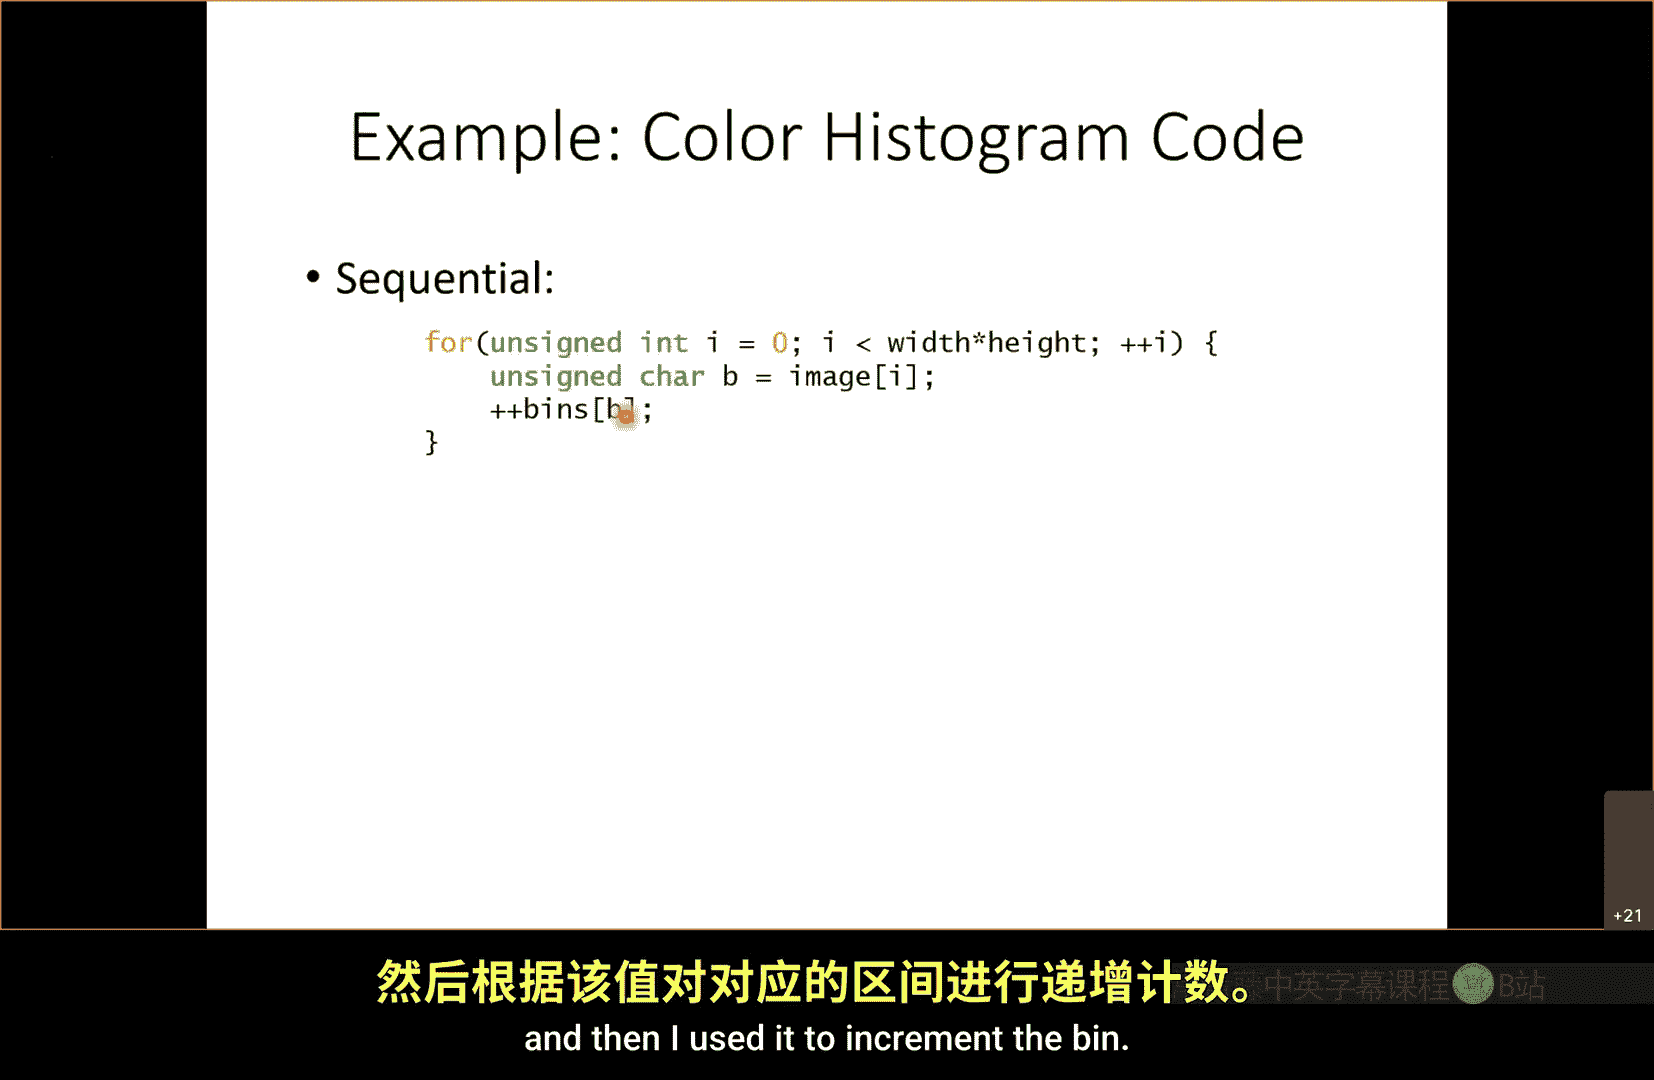 Example: Color Histogram Code
• Sequential:
for(unsigned int i = 0; i < width*height; ++i) {
unsigned char b = image[i];
++bins[b];
}
+21
然后根据该值对对应的区间进行递增计数。
中英字幕课程 B站
and then I used it to increment the bin.